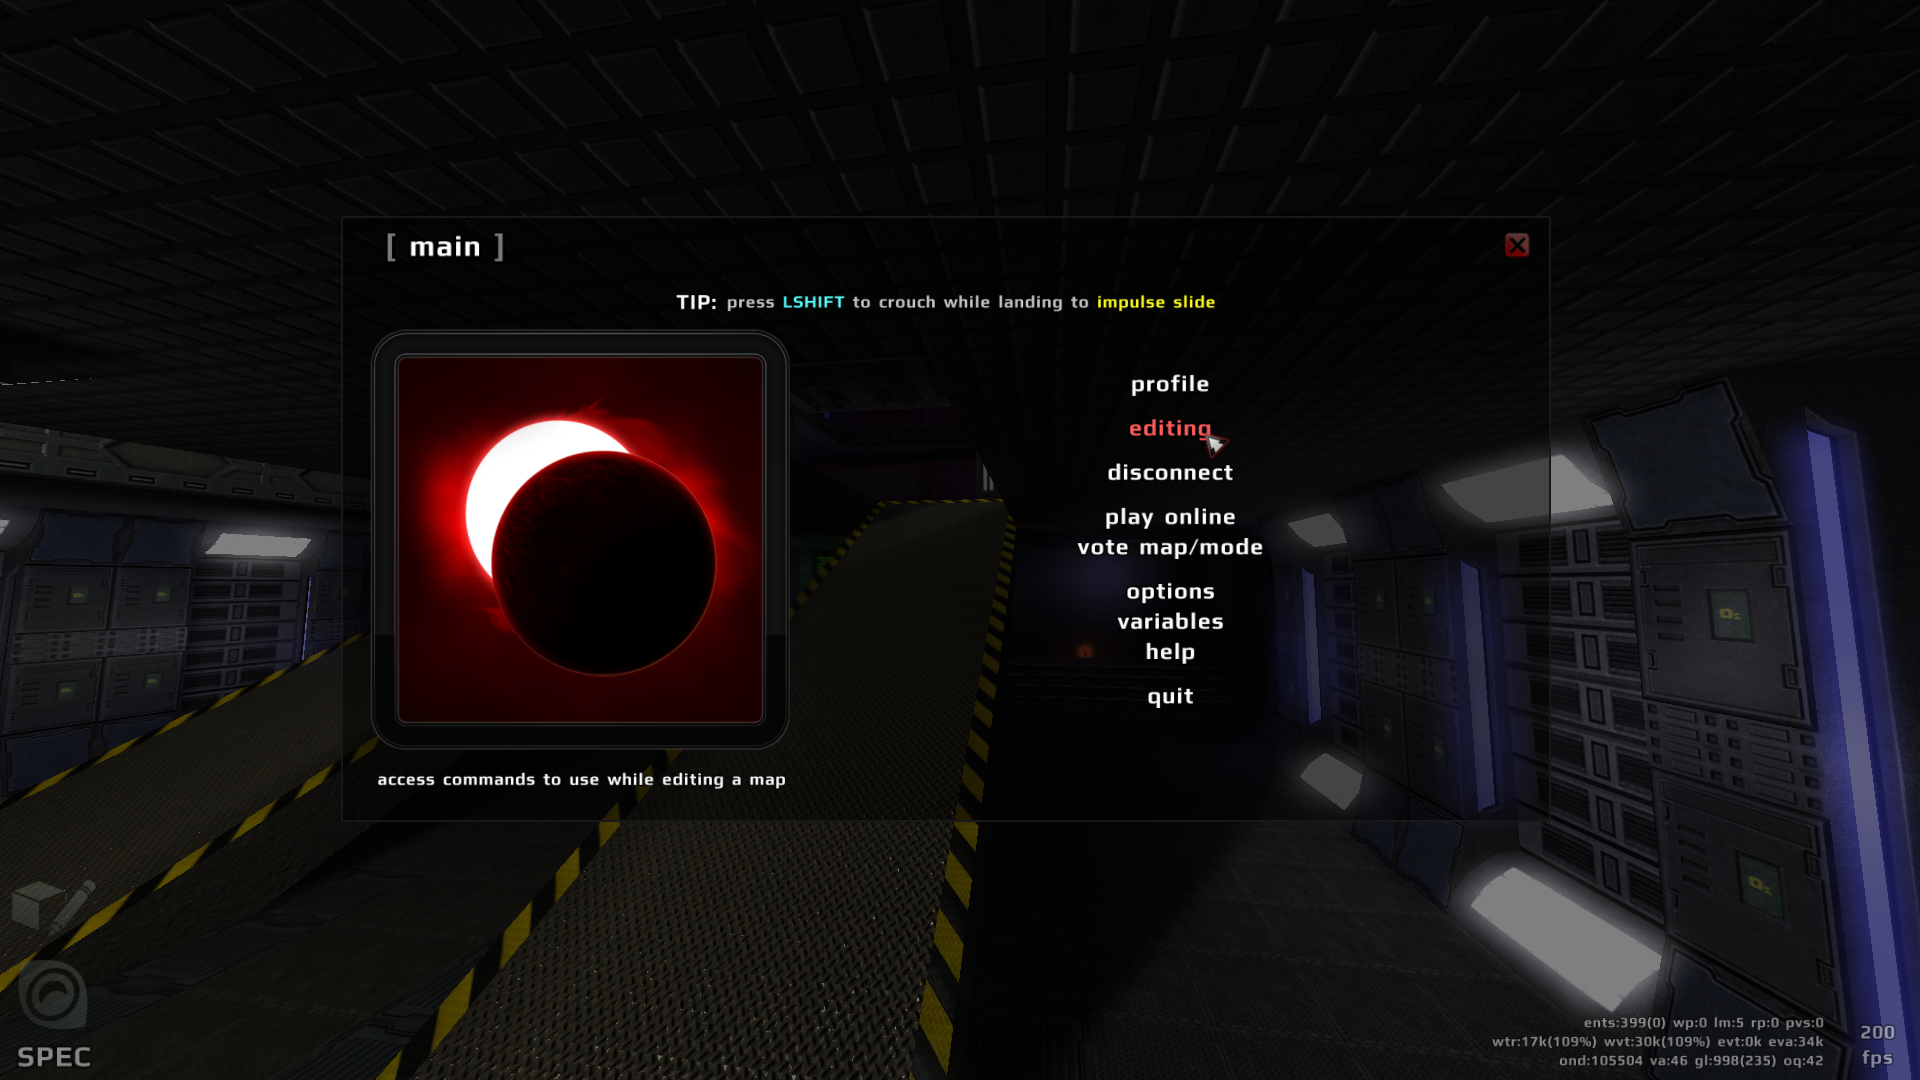 [ main ]
TIP: press LSHIFT to crouch while landing to impulse slide
profile
editing
disconnect
play online
vote map/mode
options
variables
help
quit
access commands to use while editing a map
SPEC
ents:399(0) wp:0 lm:5 rp:0 pvs:0
wtr:17k(109%) wvt:30k(109%) evt:0k eva:34k
ond:105504 va:46 gl:998(235) oq:42
200
fps